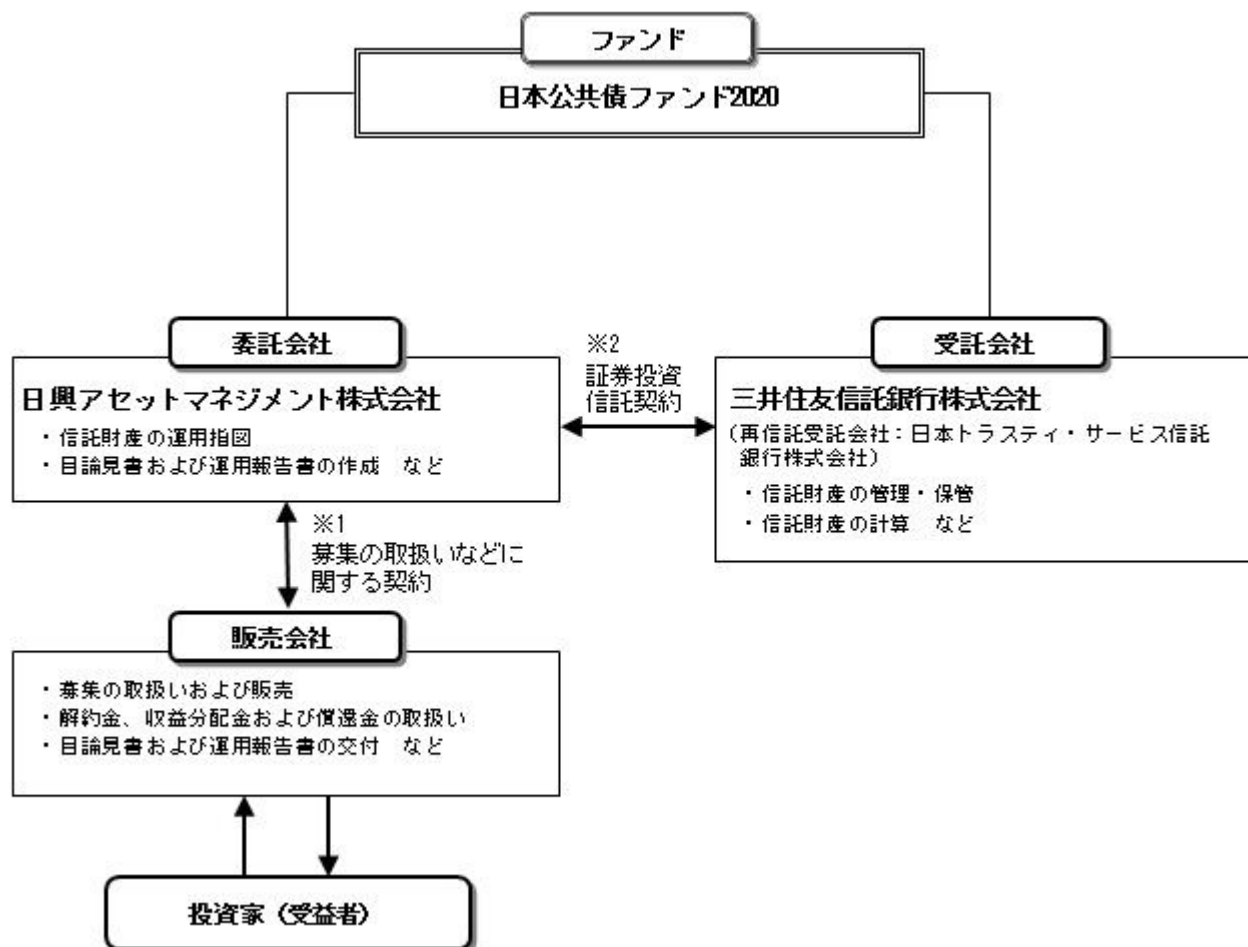 ファンド
日本公共債ファンド2020
委託会社
日興アセットマネジメント株式会社
・信託財産の運用指図
・目論見書および運用報告書の作成　など
※2
証券投資
信託契約
受託会社
三井住友信託銀行株式会社
(再信託受託会社：日本トラスティ・サービス信託
銀行株式会社)
・信託財産の管理・保管
・信託財産の計算　など
※1
募集の取扱いなどに
関する契約
販売会社
・募集の取扱いおよび販売
・解約金、収益分配金および償還金の取扱い
・目論見書および運用報告書の交付　など
投資家（受益者）